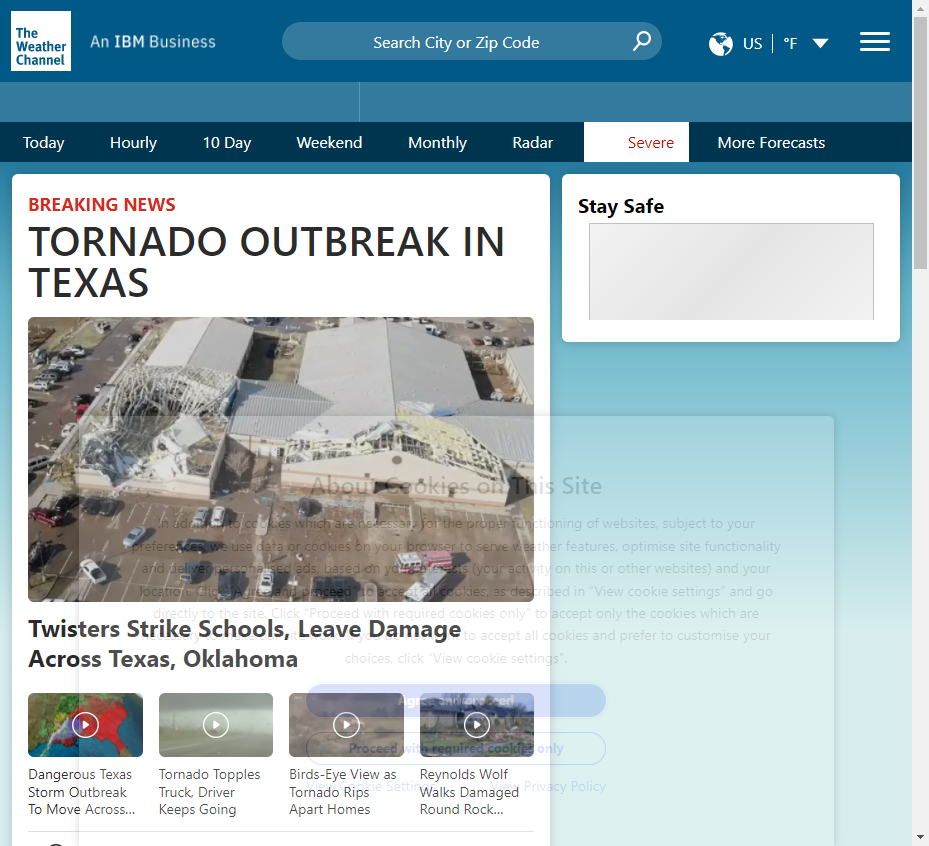 The
Weather
Channel
An IBM Business
Search City or Zip Code
US
°F
Today
Hourly
10 Day
Weekend
Monthly
Radar
Severe
More Forecasts
BREAKING NEWS
TORNADO OUTBREAK IN
TEXAS
Stay Safe
About Cookies on This Site
In addition to cookies which are necessary for the proper functioning of websites, subject to your
preferences, we use data or cookies on your browser to serve weather features, optimise site functionality
and deliver personalised ads, based on your interests (your activity on this or other websites) and your
location. Click "Agree and proceed" to accept all cookies, as described in "View cookie settings" and go
directly to the site. Click "Proceed with required cookies only" to accept only the cookies which are
to accept all cookies and prefer to customise your
choices, click "View cookie settings".
Agree and proceed
Proceed with required cookies only
View Cookie Settings
View Privacy Policy
Twisters Strike Schools, Leave Damage
Across Texas, Oklahoma
Dangerous Texas
Storm Outbreak
To Move Across...
Tornado Topples
Truck, Driver
Keeps Going
Birds-Eye View as
Tornado Rips
Apart Homes
Reynolds Wolf
Walks Damaged
Round Rock...